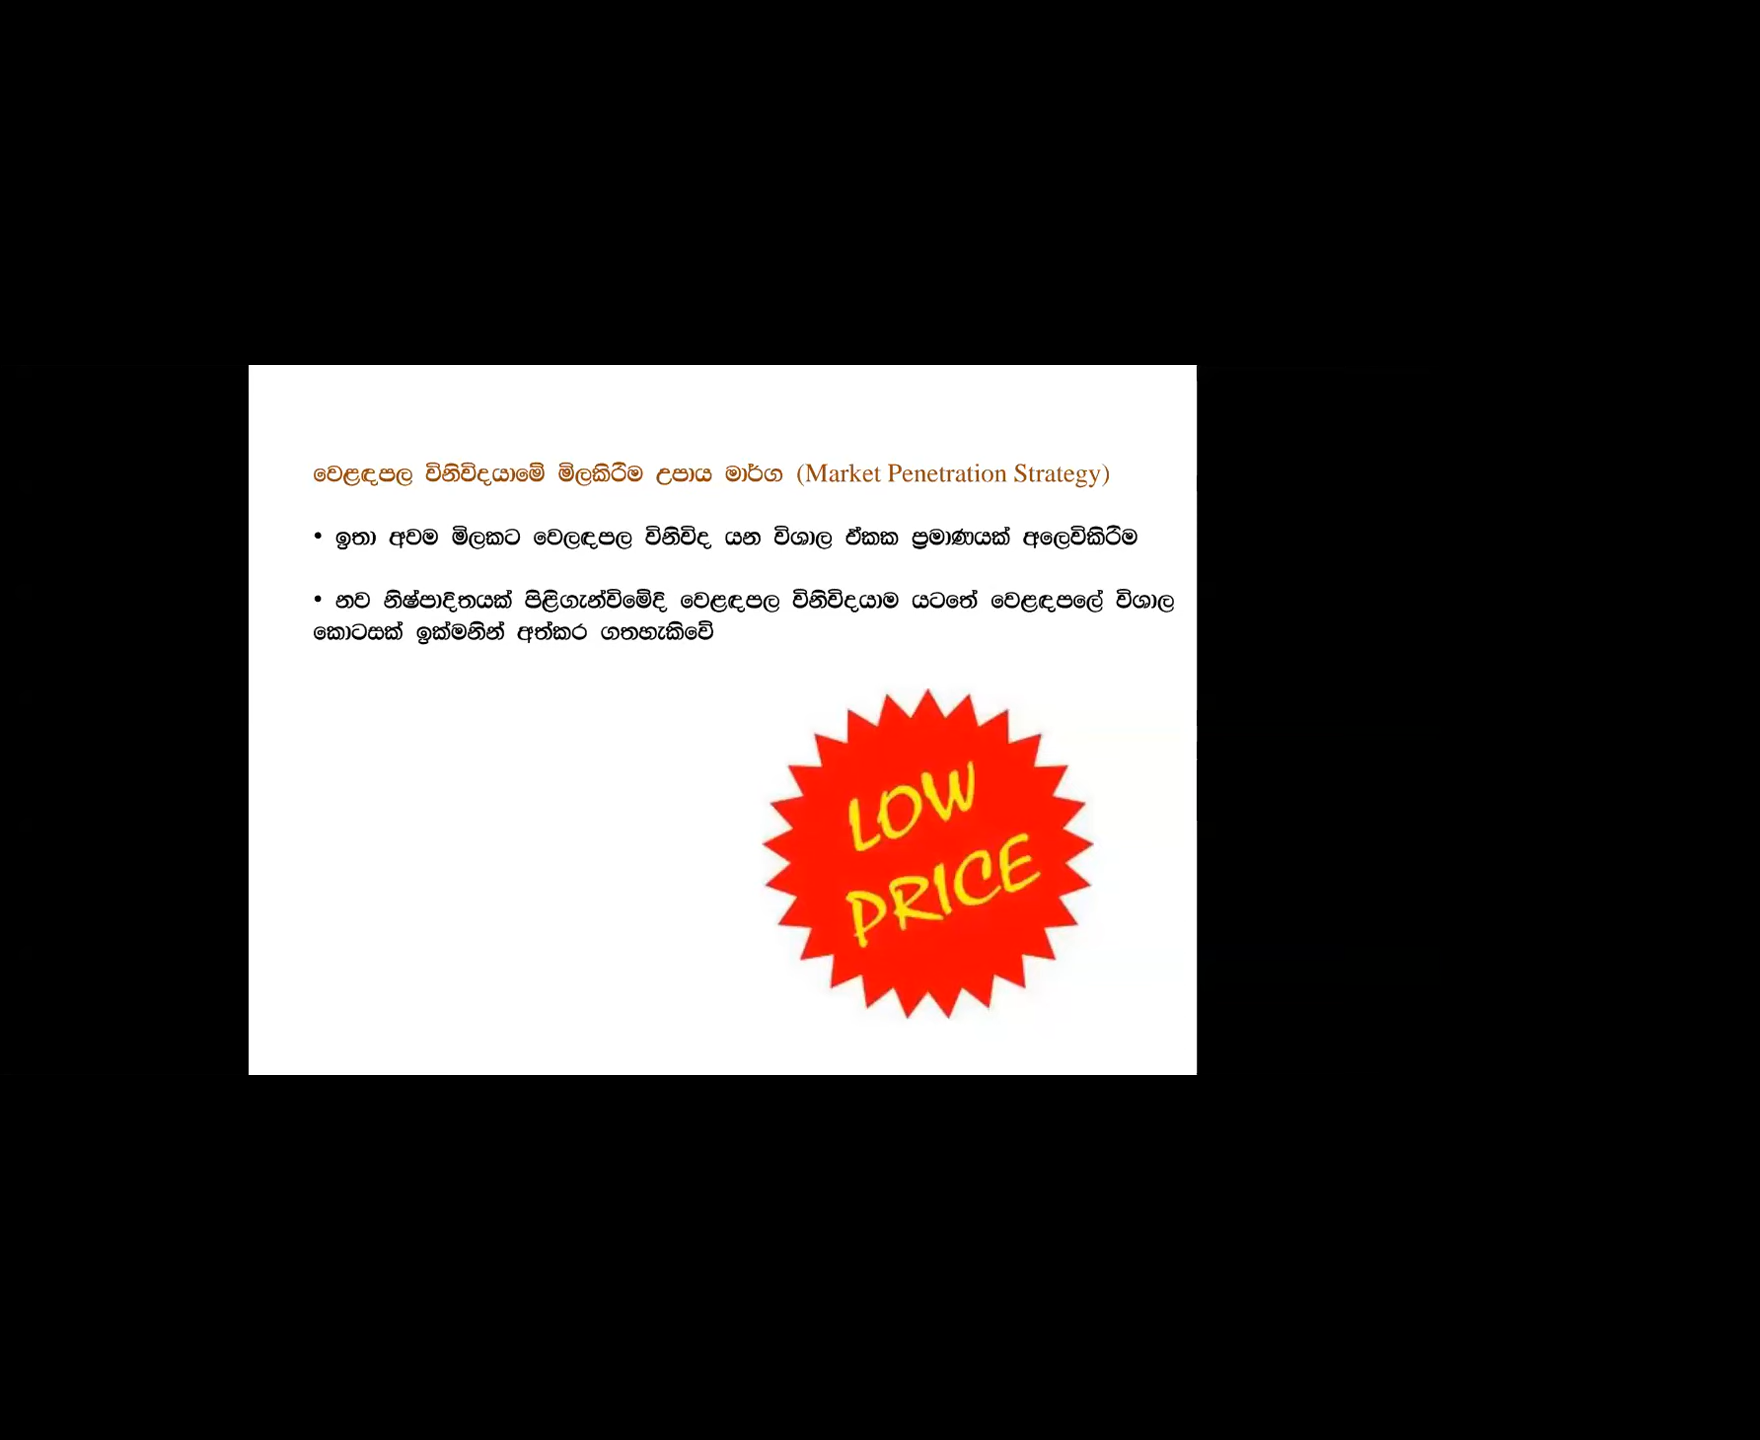 වෙළඳපල විනිවිදයාමේ මිලකිරීම උපාය මාර්ග (Market Penetration Strategy)
• ඉතා අවම මිලකට වෙලඳපල විනිවිද යන විශාල ඒකක ප්‍රමාණයක් අලෙවිකිරීම
• නව නිෂ්පාදිතයක් පිළිගැන්විමේදී වෙළඳපල විනිවිදයාම යටතේ වෙළඳපලේ විශාල
කොටසක් ඉක්මනින් අත්කර ගතහැකිවේ
LOW
PRICE